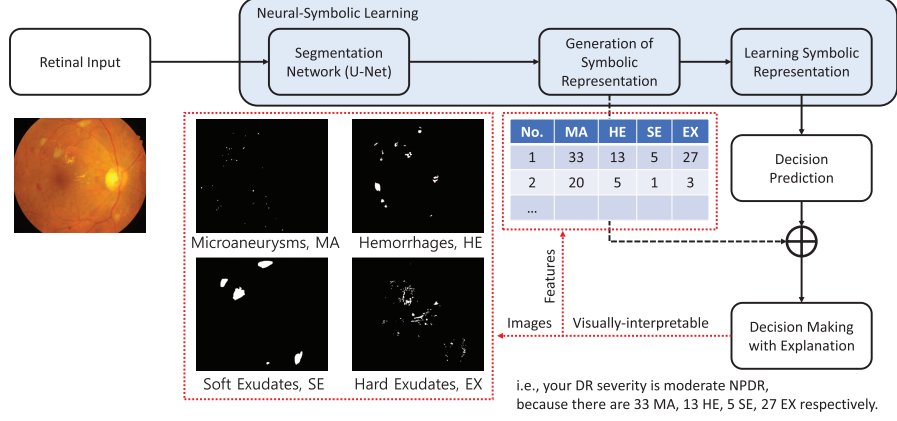 Neural-Symbolic Learning
Retinal Input
Segmentation
Network (U-Net)
Generation of
Symbolic
Representation
Learning Symbolic
Representation
No. MA HE SE EX
1 33 13 5 27
2 20 5 1 3
...
Decision
Prediction
Microaneurysms, MA
Hemorrhages, HE
Soft Exudates, SE
Hard Exudates, EX
Features
Images
Visually-interpretable
Decision Making
with Explanation
i.e., your DR severity is moderate NPDR,
because there are 33 MA, 13 HE, 5 SE, 27 EX respectively.